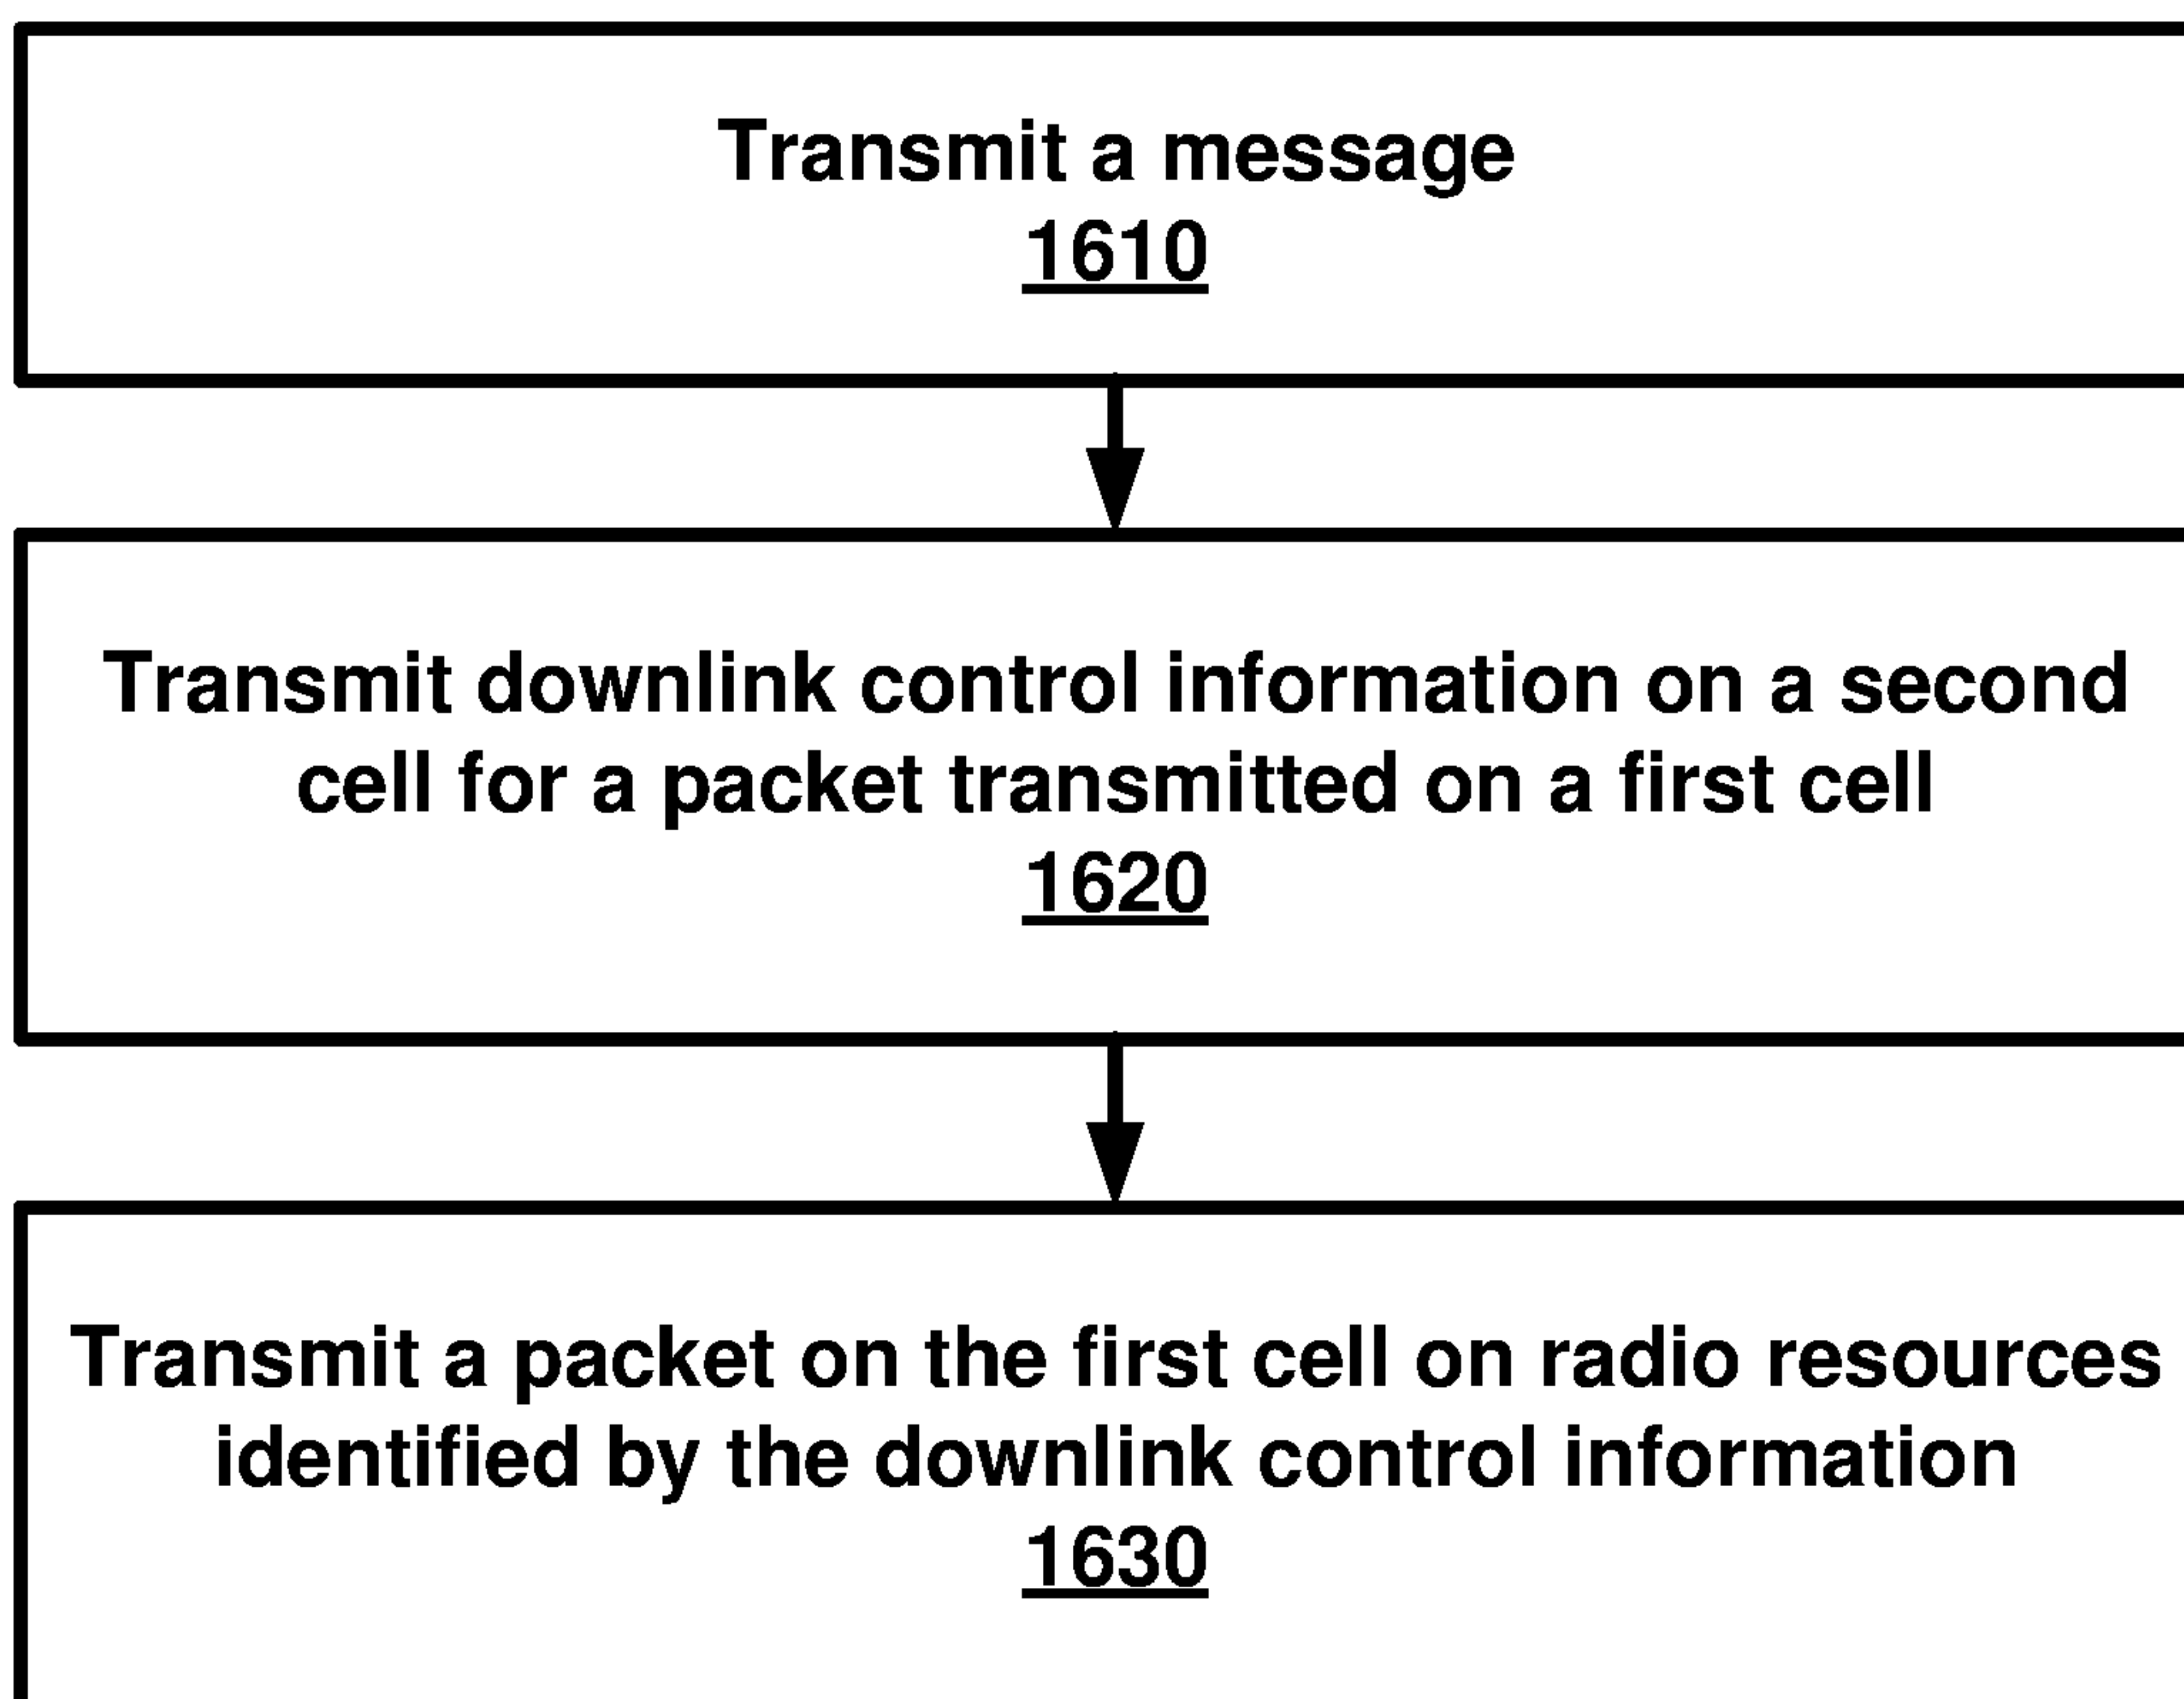 Transmit a message
1610
Transmit downlink control information on a second
cell for a packet transmitted on a first cell
1620
Transmit a packet on the first cell on radio resources
identified by the downlink control information
1630